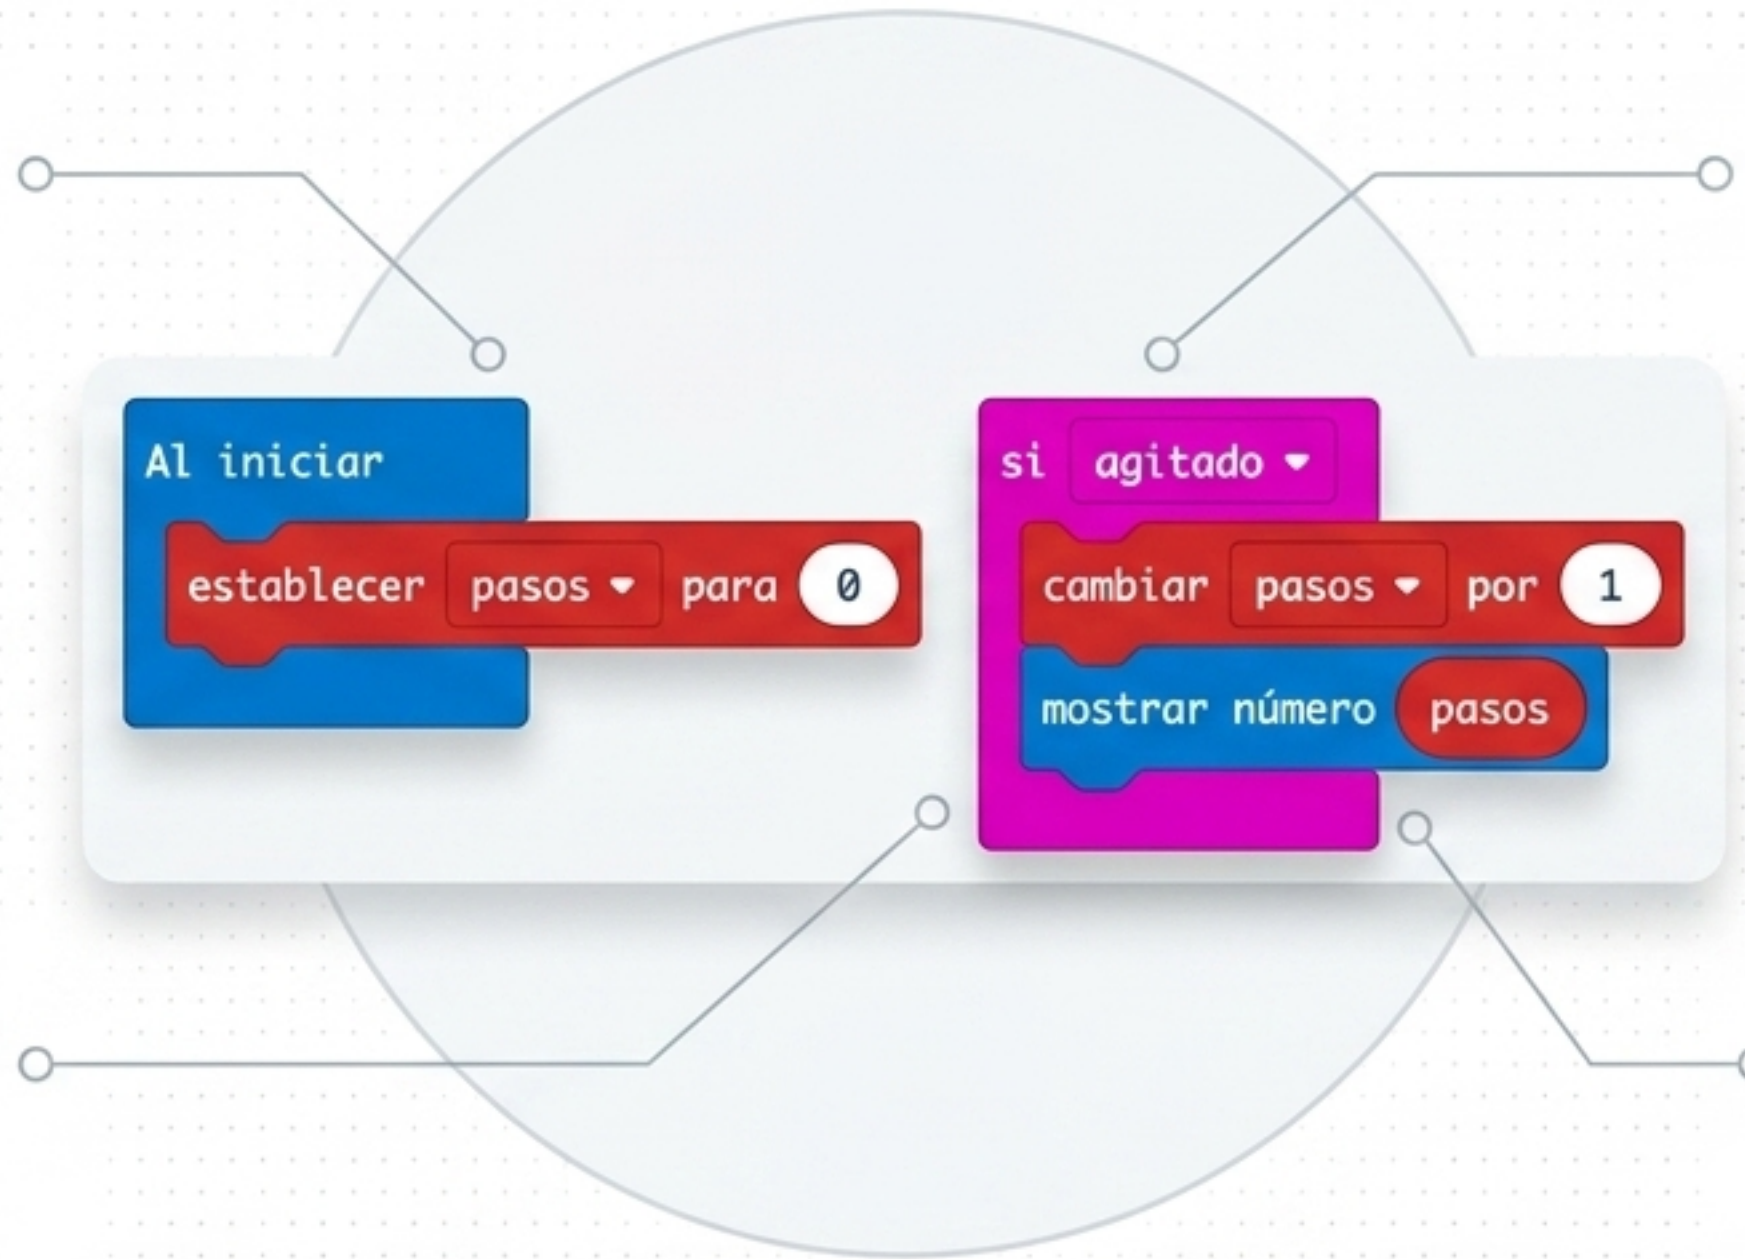 Al iniciar
establecer pasos para 0
si agitado
cambiar pasos por 1
mostrar número pasos